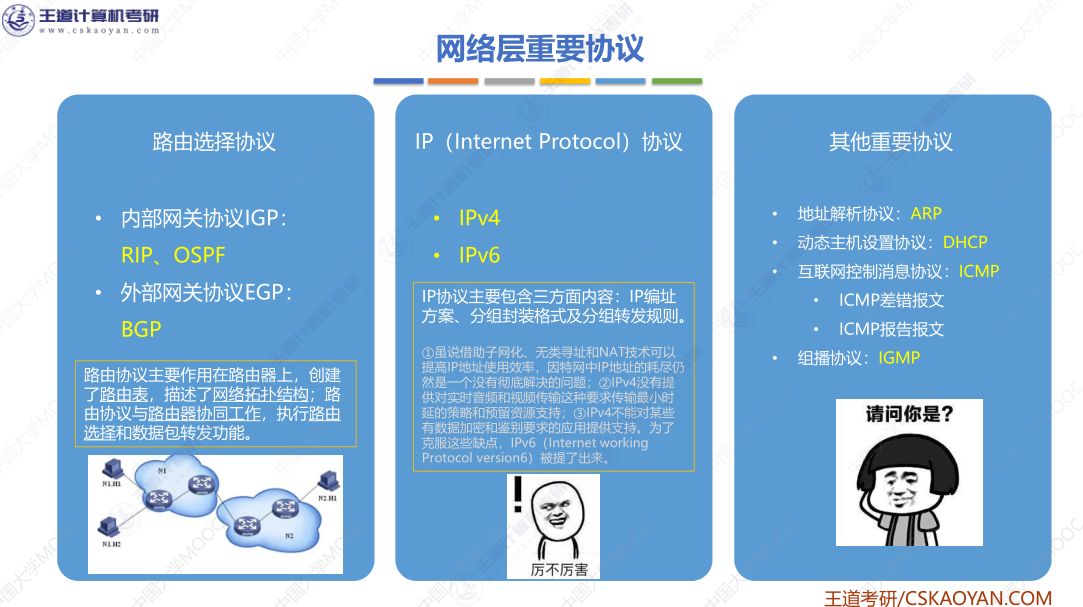 王道计算机考研
www.cskaoyan.com
网络层重要协议
路由选择协议
• 内部网关协议IGP：
RIP、OSPF
• 外部网关协议EGP：
BGP
路由协议主要作用在路由器上，创建
了路由表，描述了网络拓扑结构；路
由协议与路由器协同工作，执行路由
选择和数据包转发功能。
N1
N1.H1
N2.H1
N1.H2
N2
IP（Internet Protocol）协议
• IPv4
• IPv6
IP协议主要包含三方面内容：IP编址
方案、分组封装格式及分组转发规则。
①虽说借助子网化、无类寻址和NAT技术可以
提高IP地址使用效率，因特网中IP地址的耗尽仍
然是一个没有彻底解决的问题；②IPv4没有提
供对实时音频和视频传输这种要求传输最小时
延的策略和预留资源支持；③IPv4不能对某些
有数据加密和鉴别要求的应用提供支持。为了
克服这些缺点，IPv6（Internet working
Protocol version6）被提了出来。
!
厉不厉害
其他重要协议
• 地址解析协议：ARP
• 动态主机设置协议：DHCP
• 互联网控制消息协议：ICMP
• ICMP差错报文
• ICMP报告报文
• 组播协议：IGMP
请问你是？
王道考研/CSKAOYAN.COM